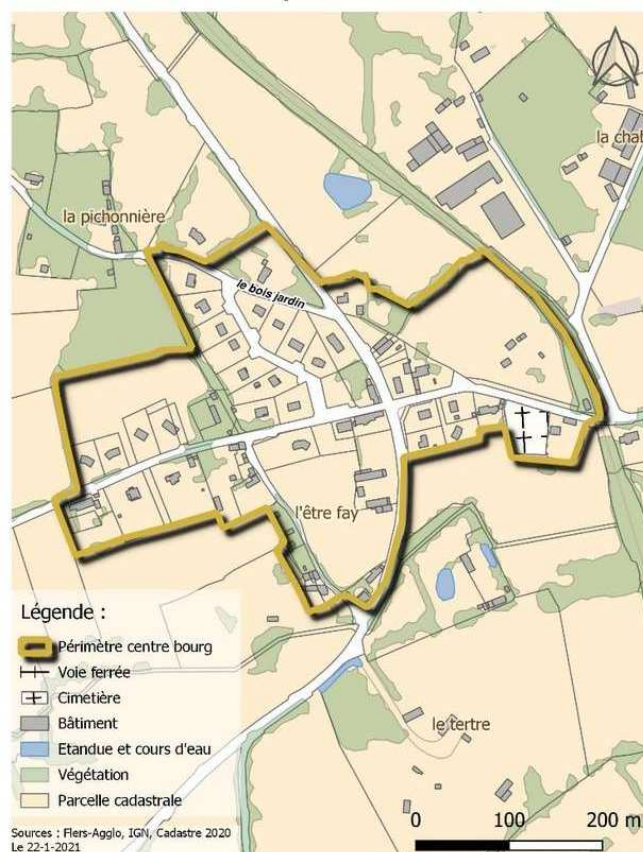 la chab
la pichonnière
le bois jardin
l'être fay
le tertre
Légende :
Périmètre centre bourg
Voie ferrée
Cimetière
Bâtiment
Etandue et cours d'eau
Végétation
Parcelle cadastrale
Sources : Flers-Agglo, IGN, Cadastre 2020
Le 22-1-2021
0 100 200 m